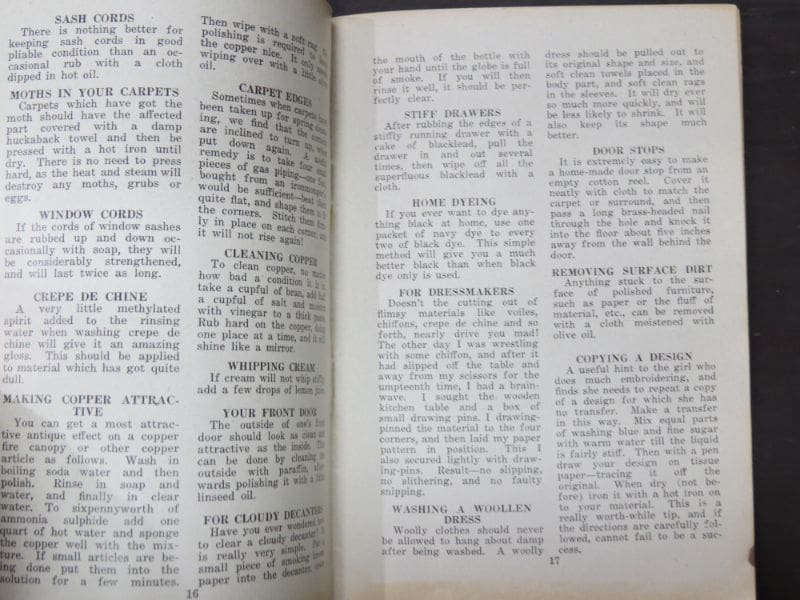 SASH CORDS
There is nothing better for
keeping sash cords in good
pliable condition than an oc-
casional rub with a cloth
dipped in hot oil.
MOTHS IN YOUR CARPETS
Carpets which have got the
moth should have the affected
part covered with a damp
huckaback towel and then be
pressed with a hot iron until
dry. There is no need to press
hard, as the heat and steam will
destroy any moths, grubs or
eggs.
WINDOW CORDS
If the cords of window sashes
are rubbed up and down oc-
casionally with soap, they will
be considerably strengthened,
and will last twice as long.
CREPE DE CHINE
A very little methylated
spirit added to the rinsing
water when washing crepe de
chine will give it an amazing
gloss. This should be applied
to material which has got quite
dull.
MAKING COPPER ATTRAC-
TIVE
You can get a most attrac-
tive antique effect on a copper
fire canopy or other copper
article as follows. Wash in
boiling soda water and then
polish. Rinse in soap and
water, and finally in clear
water. To sixpennyworth of
ammonia sulphide add one
quart of hot water and sponge
the copper well with the mix-
ture. If small articles are be-
ing done put them into the
solution for a few minutes.
Then wipe with a soft rag.
polishing is required to
the copper nice. It only
wiping over with a little
oil.
CARPET EDGES
Sometimes when carpets have
been taken up for spring clean-
ing, we find that the corners
are inclined to turn up, when
put down again. A
remedy is to take four small
pieces of gas piping—one foot,
bought from an ironmonger,
would be sufficient—beat them
quite flat, and shape them to fit
the corners. Stitch them firm-
ly in place on each corner, and
it will not rise again!
CLEANING COPPER
To clean copper, no matter
how bad a condition it is in,
take a cupful of bran, add half
a cupful of salt and moisten
with vinegar to a thick paste.
Rub hard on the copper, doing
one place at a time, and it will
shine like a mirror.
WHIPPING CREAM
If cream will not whip stiffly,
add a few drops of lemon juice.
YOUR FRONT DOOR
The outside of one's front
door should look as clean and
attractive as the inside. This
can be done by cleaning the
outside with paraffin, after-
wards polishing it with a little
linseed oil.
FOR CLOUDY DECANTERS
Have you ever wondered how
to clear a cloudy decanter? It
is really very simple. Put a
small piece of smoking brown
paper into the decanter, cover
16
the mouth of the bottle with
your hand until the globe is full
of smoke. If you will then
rinse it well, it should be per-
fectly clear.
STIFF DRAWERS
After rubbing the edges of a
stiffly running drawer with a
cake of blacklead, pull the
drawer in and out several
times, then wipe off all the
superfluous blacklead with a
cloth.
HOME DYEING
If you ever want to dye any-
thing black at home, use one
packet of navy dye to every
two of black dye. This simple
method will give you a much
better black than when black
dye only is used.
FOR DRESSMAKERS
Doesn't the cutting out of
flimsy materials like voiles,
chiffons, crepe de chine and so
forth, nearly drive you mad!
The other day I was wrestling
with some chiffon, and after it
had slipped off the table and
away from my scissors for the
umpteenth time, I had a brain-
wave. I sought the wooden
kitchen table and a box of
small drawing pins. I drawing-
pinned the material to the four
corners, and then laid my paper
pattern in position. This I
also secured lightly with draw-
ing-pins. Result—no slipping,
no slithering, and no faulty
snipping.
WASHING A WOOLLEN
DRESS
Woolly clothes should never
be allowed to hang about damp
after being washed. A woolly
dress should be pulled out to
its original shape and size, and
soft clean towels placed in the
body part, and soft clean rags
in the sleeves. It will dry ever
so much more quickly, and will
be less likely to shrink. It will
also keep its shape much
better.
DOOR STOPS
It is extremely easy to make
a home-made door stop from an
empty cotton reel. Cover it
neatly with cloth to match the
carpet or surround, and then
pass a long brass-headed nail
through the hole and knock it
into the floor about five inches
away from the wall behind the
door.
REMOVING SURFACE DIRT
Anything stuck to the sur-
face of polished furniture,
such as paper or the fluff of
material, etc., can be removed
with a cloth moistened with
olive oil.
COPYING A DESIGN
A useful hint to the girl who
does much embroidering, and
finds she needs to repeat a copy
of a design for which she has
no transfer. Make a transfer
in this way. Mix equal parts
of washing blue and fine sugar
with warm water till the liquid
is fairly stiff. Then with a pen
draw your design on tissue
paper—tracing it off the
original. When dry (not be-
fore) iron it with a hot iron on
to your material. This is a
really worth-while tip, and if
the directions are carefully fol-
lowed, cannot fail to be a suc-
cess.
17